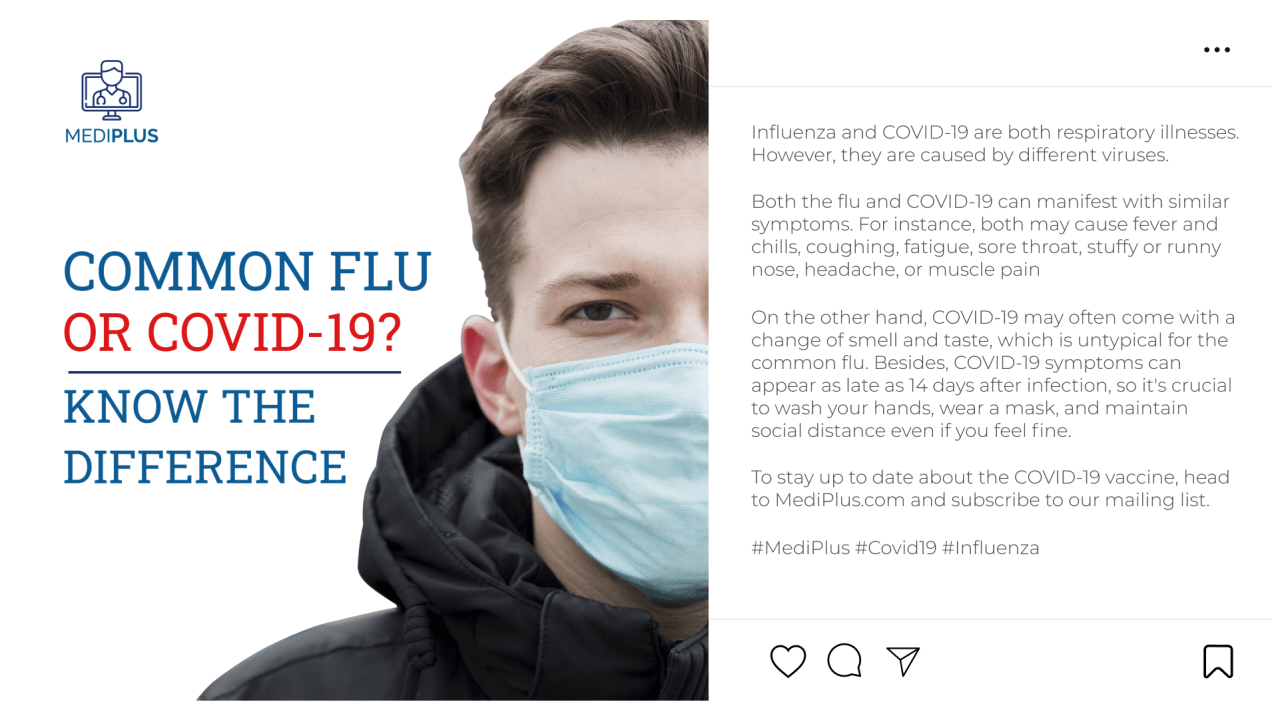 MEDIPLUS
COMMON FLU
OR COVID-19?
KNOW THE
DIFFERENCE
Influenza and COVID-19 are both respiratory illnesses.
However, they are caused by different viruses.
Both the flu and COVID-19 can manifest with similar
symptoms. For instance, both may cause fever and
chills, coughing, fatigue, sore throat, stuffy or runny
nose, headache, or muscle pain
On the other hand, COVID-19 may often come with a
change of smell and taste, which is untypical for the
common flu. Besides, COVID-19 symptoms can
appear as late as 14 days after infection, so it's crucial
to wash your hands, wear a mask, and maintain
social distance even if you feel fine.
To stay up to date about the COVID-19 vaccine, head
to MediPlus.com and subscribe to our mailing list.
#MediPlus #Covid19 #Influenza